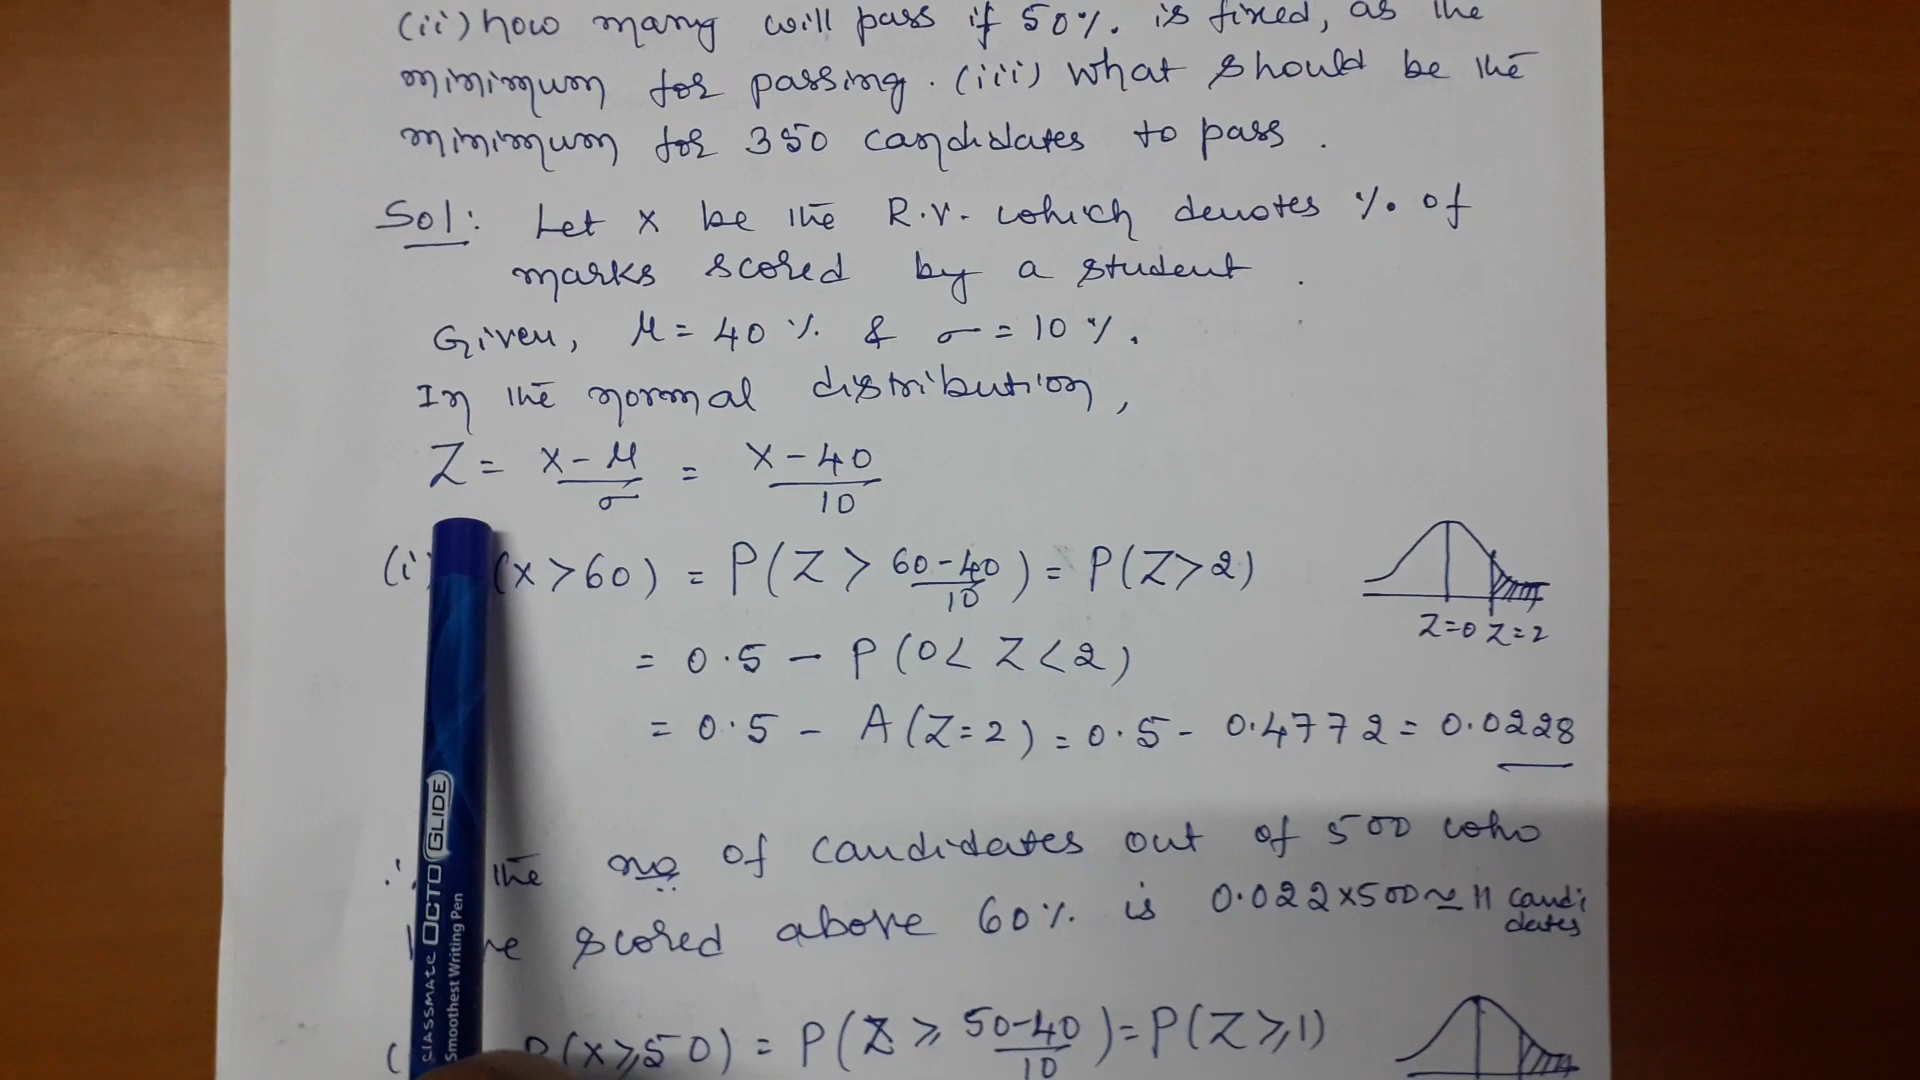 (ii) how many will pass if 50%. is fixed, as the
minimum for passing. (iii) what should be the
minimum for 350 candidates to pass.
Sol: Let X be the R.V. which denotes % of
marks scored by a student.
Given, μ = 40 % & σ = 10 %.
In the normal distribution,
Z = X-μ/σ = X-40/10
(i) (X>60) = P(Z > 60-40/10) = P(Z>2)
Z=0 Z=2
= 0.5 - P(0< Z<2)
= 0.5 - A(Z=2) = 0.5 - 0.4772 = 0.0228
∴ the no of candidates out of 500 who
scored above 60% is 0.022x500≃11 candidates
P(X≥50) = P(Z ≥ 50-40/10) = P(Z≥1)
CLASSMATE OCTO GLIDE
Smoothest Writing Pen